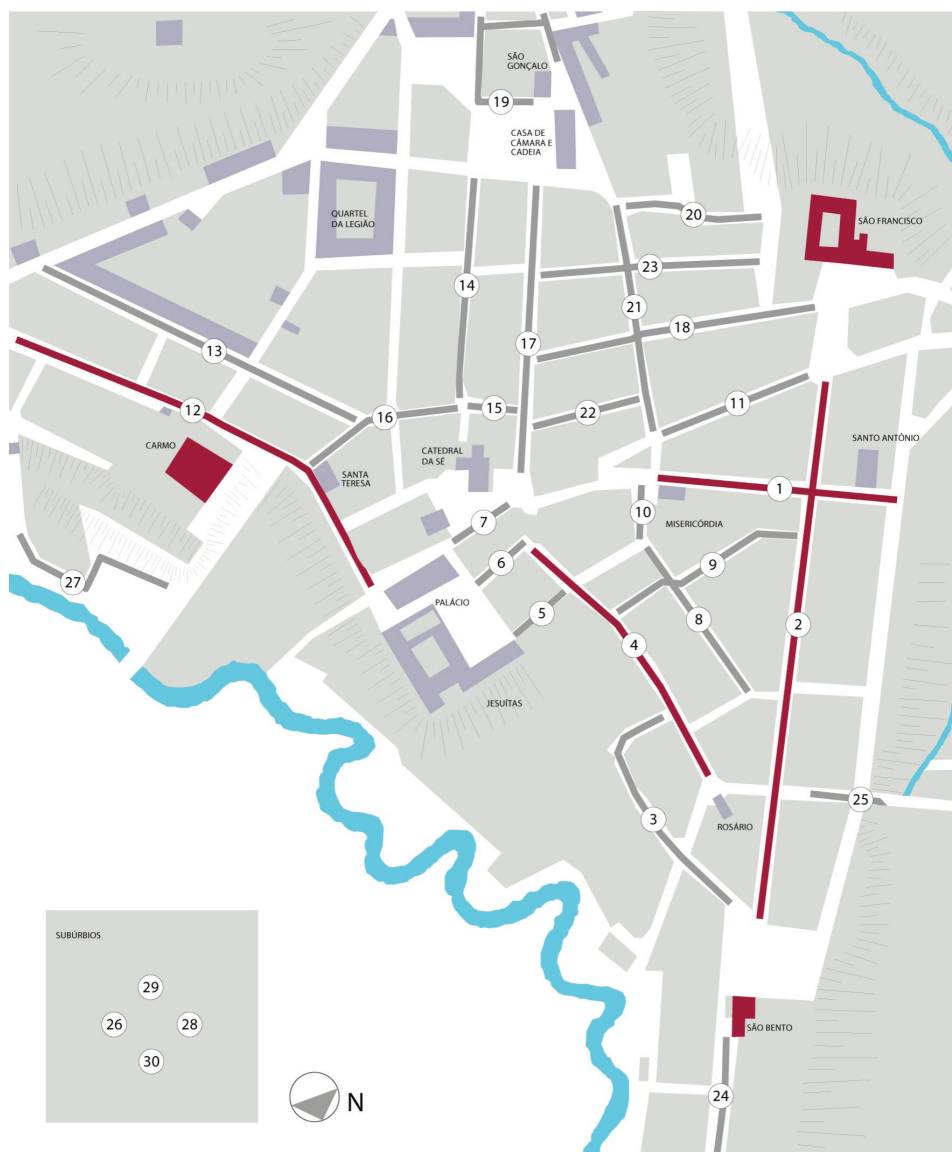 SÃO
GONÇALO
19
CASA DE
CÂMARA E
CADEIA
QUARTEL
DA LEGIÃO
20
SÃO FRANCISCO
23
14
21
18
17
13
12
16
15
22
11
CARMO
SANTA
TERESA
CATEDRAL
DA SÉ
SANTO ANTÔNIO
1
10
MISERICÓRDIA
7
6
9
27
PALÁCIO
5
8
2
4
JESUÍTAS
25
3
ROSÁRIO
SUBÚRBIOS
29
26
28
30
SÃO BENTO
24
N